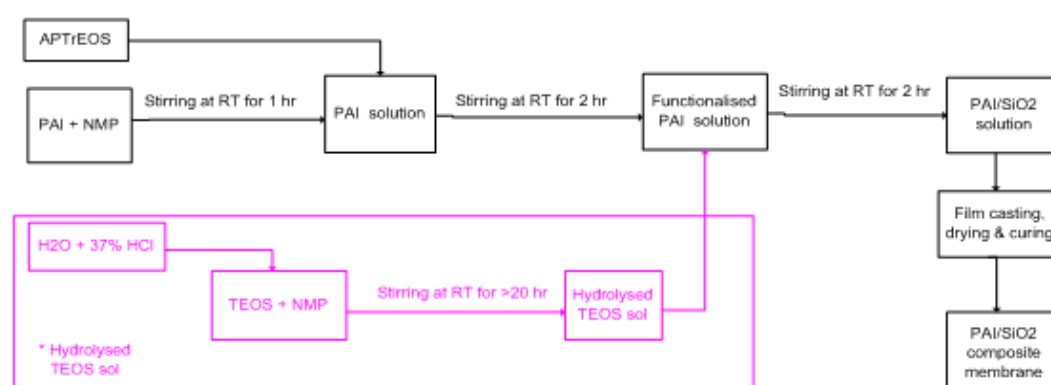 APTrEOS
PAI + NMP
Stirring at RT for 1 hr
PAI solution
Stirring at RT for 2 hr
Functionalised
PAI solution
Stirring at RT for 2 hr
PAI/SiO2
solution
Film casting,
drying & curing
PAI/SiO2
composite
membrane
H2O + 37% HCl
TEOS + NMP
Stirring at RT for >20 hr
Hydrolysed
TEOS sol
* Hydrolysed
TEOS sol